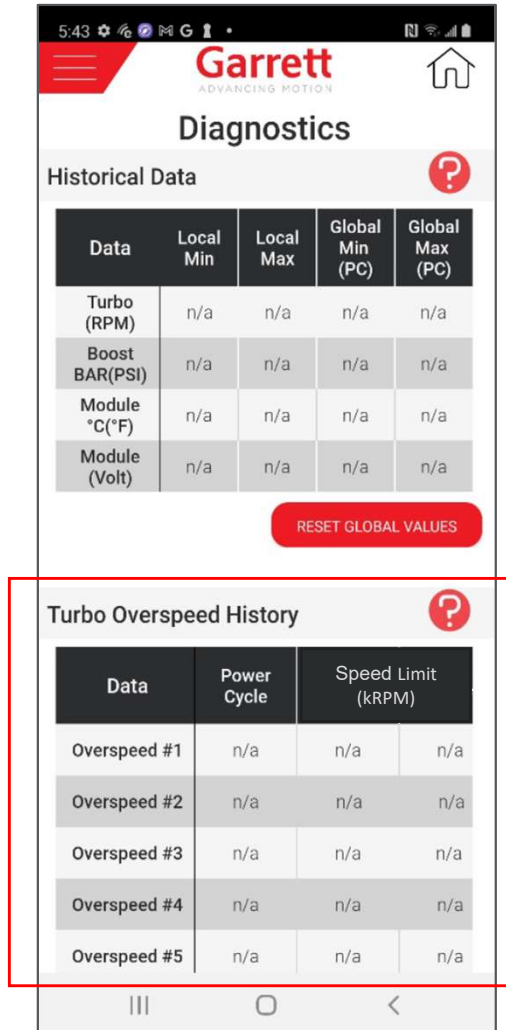 5:43 M G
Garrett
ADVANCING MOTION
Diagnostics
Historical Data ?
Data Local Min Local Max Global Min (PC) Global Max (PC)
Turbo (RPM) n/a n/a n/a n/a
Boost BAR(PSI) n/a n/a n/a n/a
Module °C(°F) n/a n/a n/a n/a
Module (Volt) n/a n/a n/a n/a
RESET GLOBAL VALUES
Turbo Overspeed History ?
Data Power Cycle Speed Limit (kRPM)
Overspeed #1 n/a n/a n/a
Overspeed #2 n/a n/a n/a
Overspeed #3 n/a n/a n/a
Overspeed #4 n/a n/a n/a
Overspeed #5 n/a n/a n/a